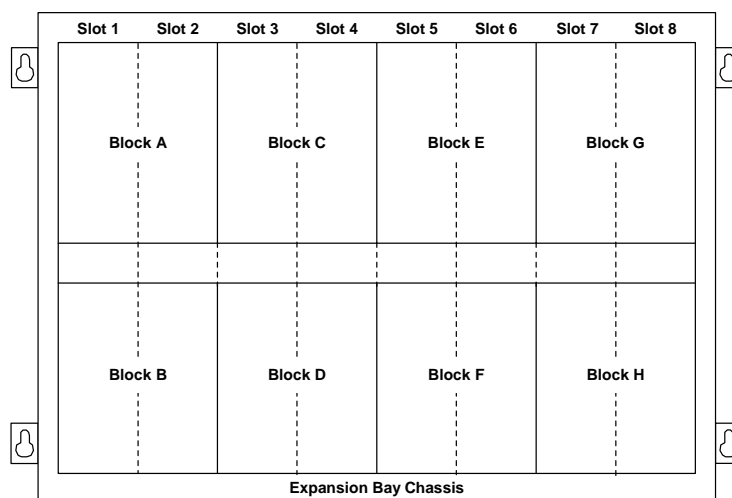 Slot 1 Slot 2 Slot 3 Slot 4 Slot 5 Slot 6 Slot 7 Slot 8
Block A Block C Block E Block G
Block B Block D Block F Block H
Expansion Bay Chassis